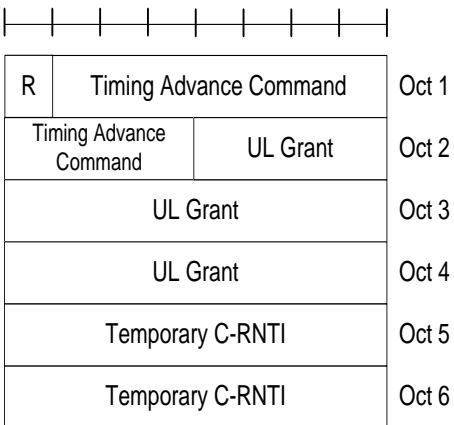 R Timing Advance Command Oct 1
Timing Advance
Command
UL Grant Oct 2
UL Grant Oct 3
UL Grant Oct 4
Temporary C-RNTI Oct 5
Temporary C-RNTI Oct 6